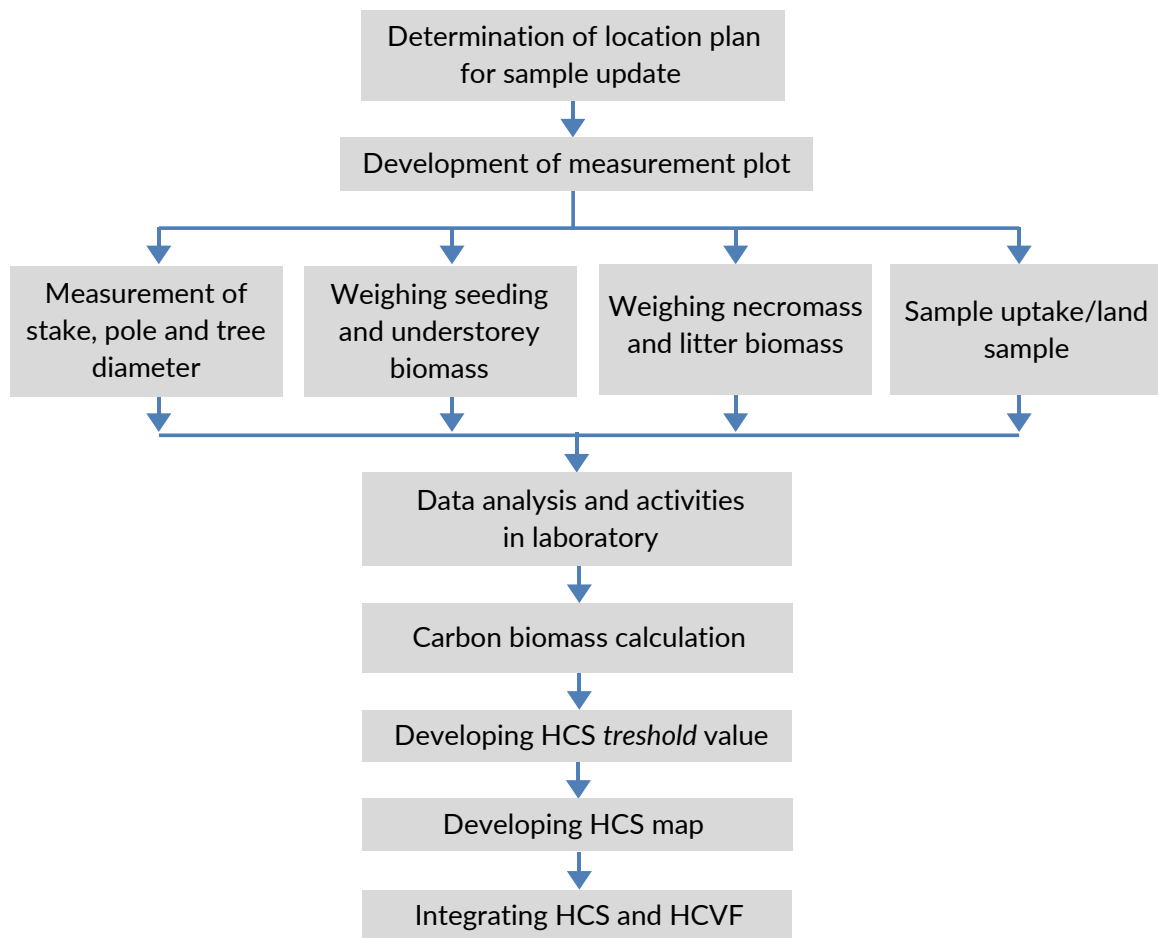 Determination of location plan
for sample update
Development of measurement plot
Measurement of
stake, pole and tree
diameter
Weighing seeding
and understorey
biomass
Weighing necromass
and litter biomass
Sample uptake/land
sample
Data analysis and activities
in laboratory
Carbon biomass calculation
Developing HCS treshold value
Developing HCS map
Integrating HCS and HCVF